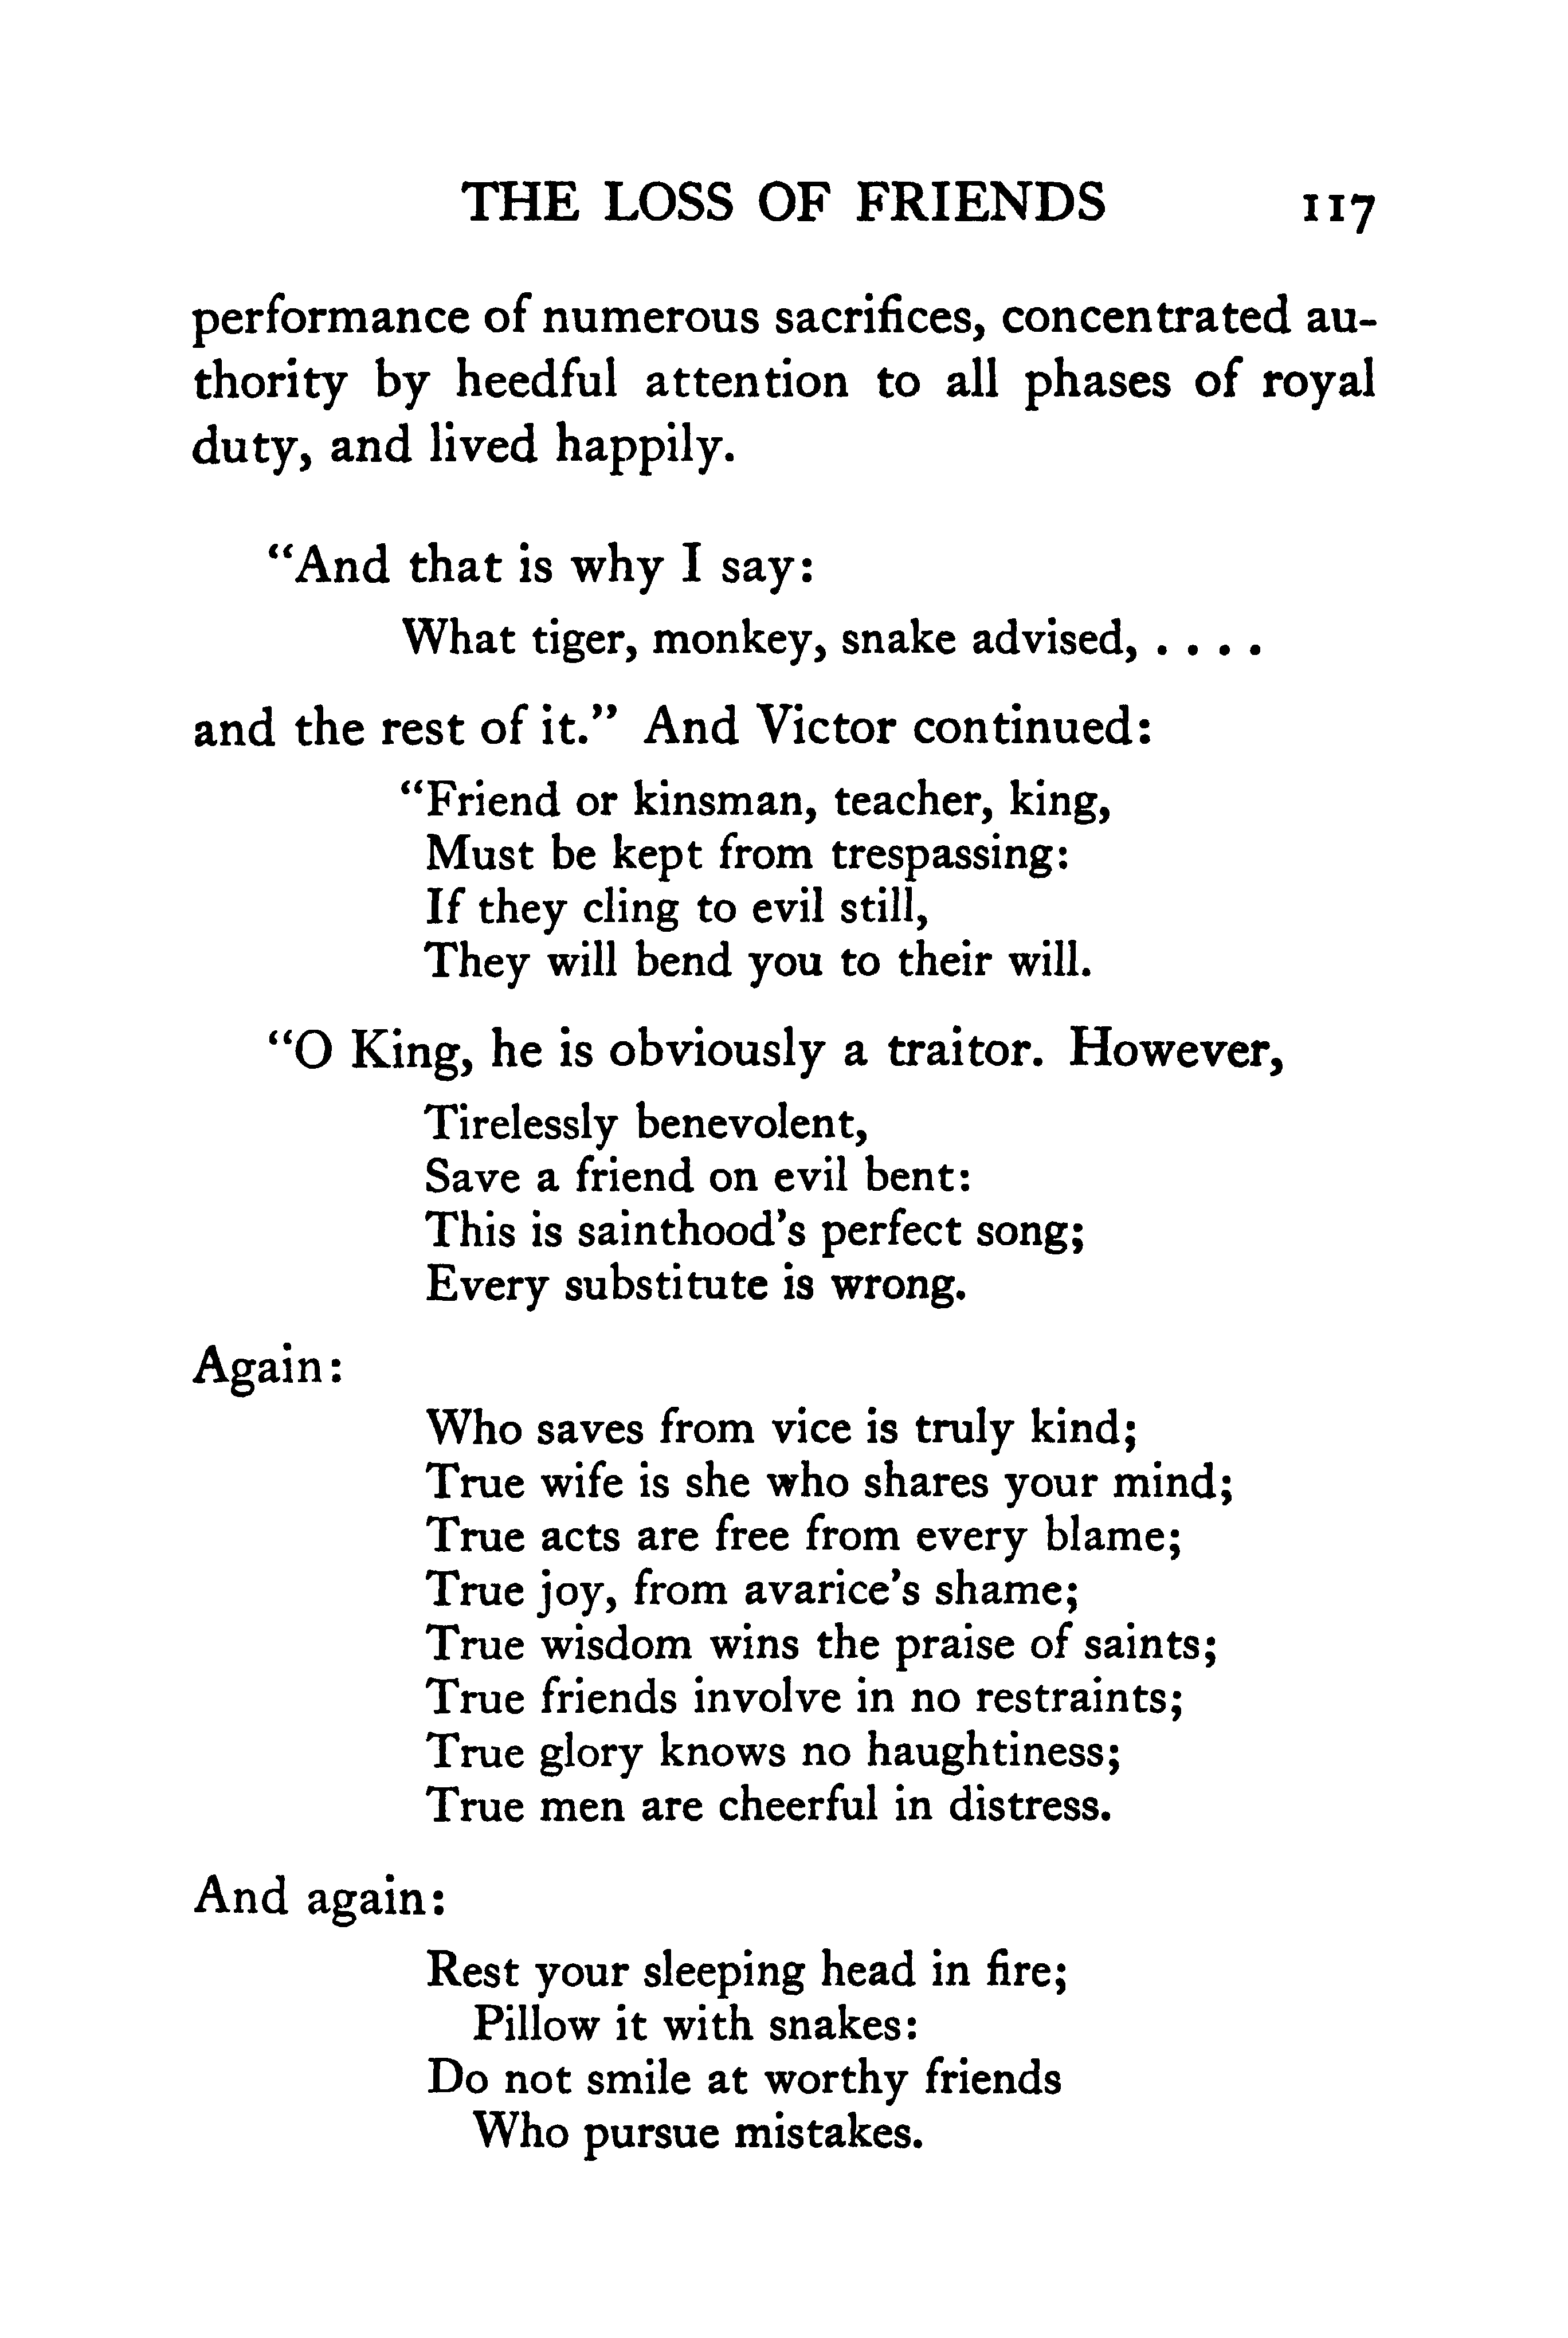 THE LOSS OF FRIENDS 117
performance of numerous sacrifices, concentrated au-
thority by heedful attention to all phases of royal
duty, and lived happily.
“And that is why I say:
What tiger, monkey, snake advised, . . . .
and the rest of it.” And Victor continued:
“Friend or kinsman, teacher, king,
Must be kept from trespassing:
If they cling to evil still,
They will bend you to their will.
“O King, he is obviously a traitor. However,
Tirelessly benevolent,
Save a friend on evil bent:
This is sainthood’s perfect song;
Every substitute is wrong.
Again:
Who saves from vice is truly kind;
True wife is she who shares your mind;
True acts are free from every blame;
True joy, from avarice’s shame;
True wisdom wins the praise of saints;
True friends involve in no restraints;
True glory knows no haughtiness;
True men are cheerful in distress.
And again:
Rest your sleeping head in fire;
Pillow it with snakes:
Do not smile at worthy friends
Who pursue mistakes.